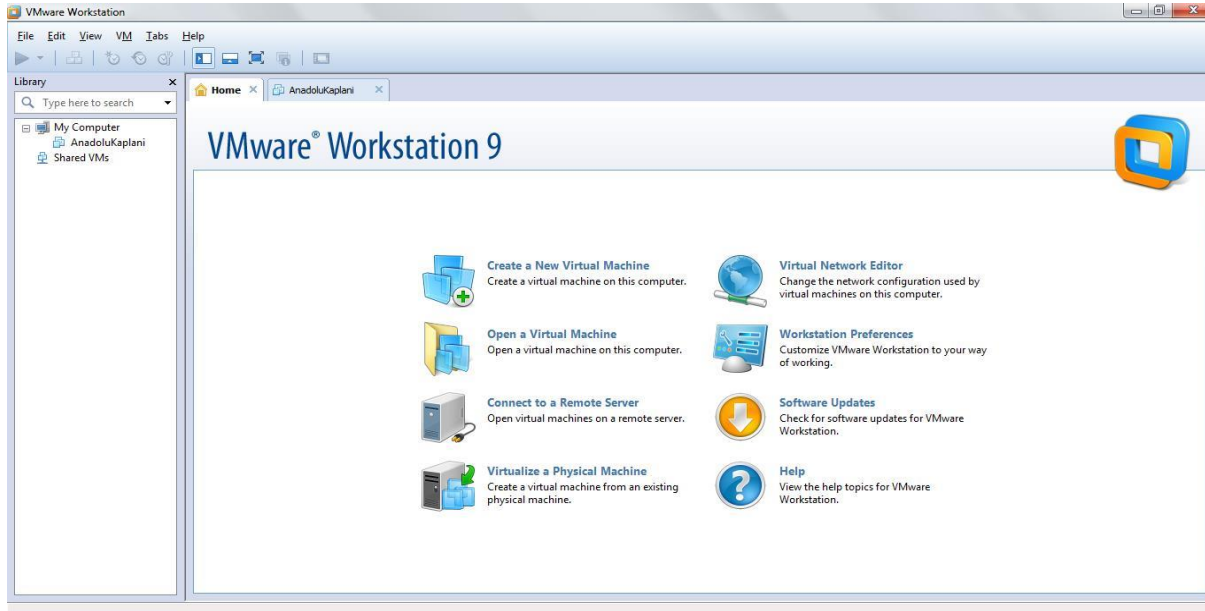 VMware Workstation
File Edit View VM Tabs Help
Library
Type here to search
My Computer
AnadoluKaplani
Shared VMs
Home
AnadoluKaplani
VMware® Workstation 9
Create a New Virtual Machine
Create a virtual machine on this computer.
Open a Virtual Machine
Open a virtual machine on this computer.
Connect to a Remote Server
Open virtual machines on a remote server.
Virtualize a Physical Machine
Create a virtual machine from an existing
physical machine.
Virtual Network Editor
Change the network configuration used by
virtual machines on this computer.
Workstation Preferences
Customize VMware Workstation to your way
of working.
Software Updates
Check for software updates for VMware
Workstation.
Help
View the help topics for VMware
Workstation.